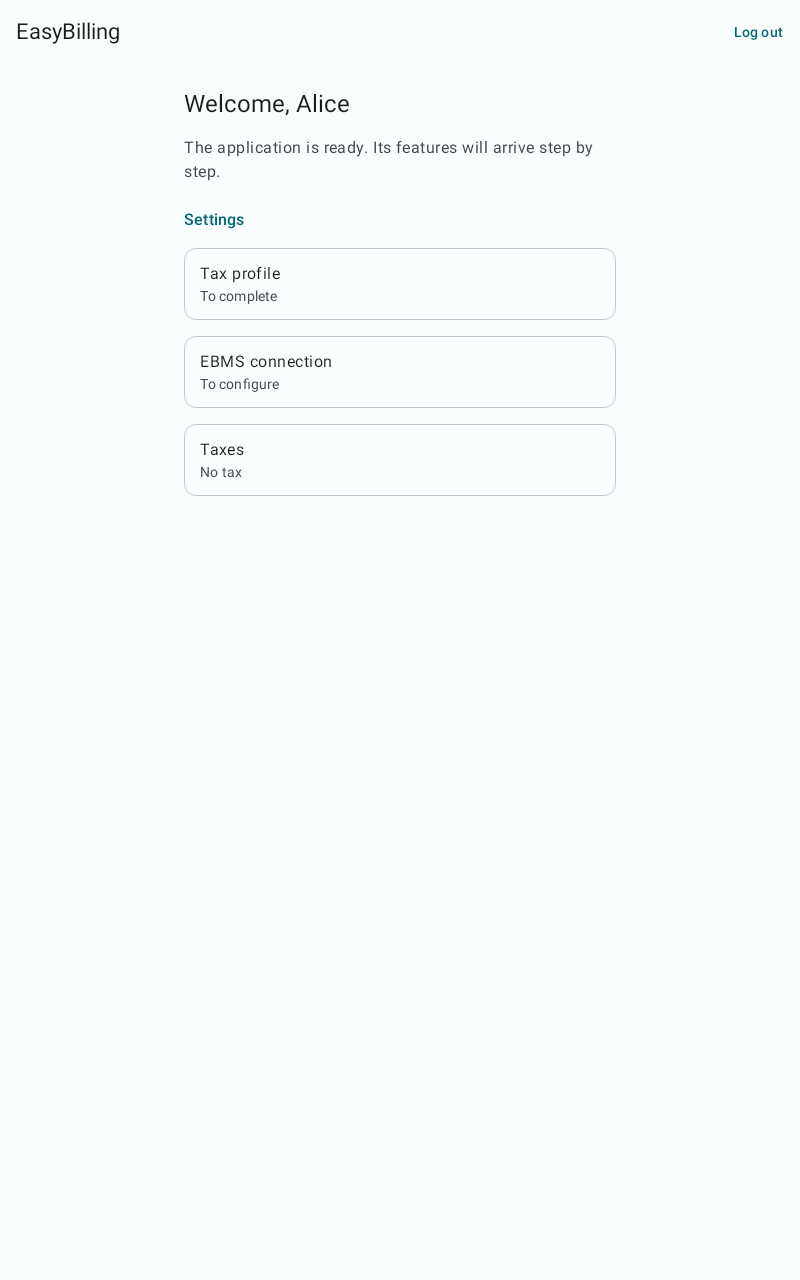 EasyBilling
Log out
Welcome, Alice
The application is ready. Its features will arrive step by
step.
Settings
Tax profile
To complete
EBMS connection
To configure
Taxes
No tax